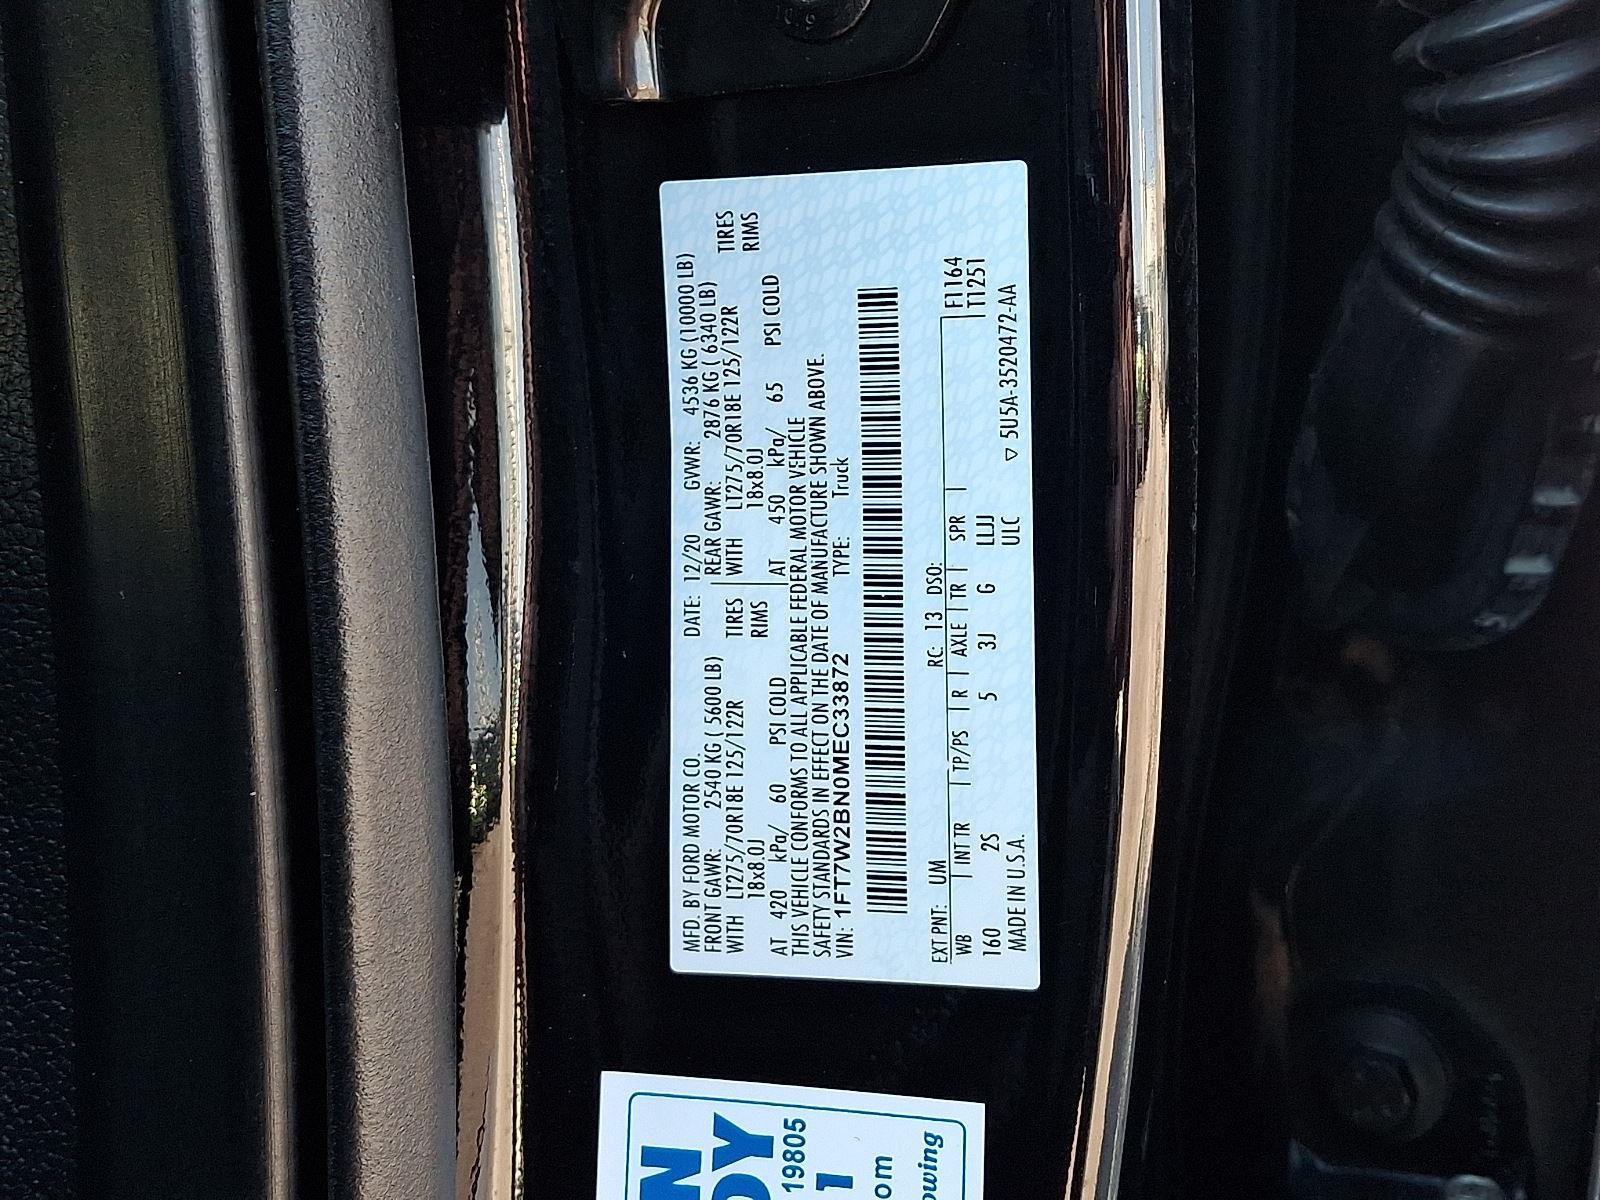 MFD. BY FORD MOTOR CO. DATE: 12/20 GVWR: 4536 KG (10000 LB)
FRONT GAWR: 2540 KG ( 5600 LB) REAR GAWR: 2876 KG ( 6340 LB)
WITH LT275/70R18E 125/122R TIRES WITH LT275/70R18E 125/122R TIRES
18x8.0J RIMS 18x8.0J RIMS
AT 420 kPa/ 60 PSI COLD AT 450 kPa/ 65 PSI COLD
THIS VEHICLE CONFORMS TO ALL APPLICABLE FEDERAL MOTOR VEHICLE
SAFETY STANDARDS IN EFFECT ON THE DATE OF MANUFACTURE SHOWN ABOVE.
VIN: 1FT7W2BN0MEC33872 TYPE: Truck
EXT PNT: UM RC: 13 DSO: F1164
WB INT TR TP/PS R AXLE TR SPR T1251
160 2S 5 3J G LLJJ
MADE IN U.S.A. ULC ▽ 5U5A-3520472-AA
N
DY
19805
1
om
owing